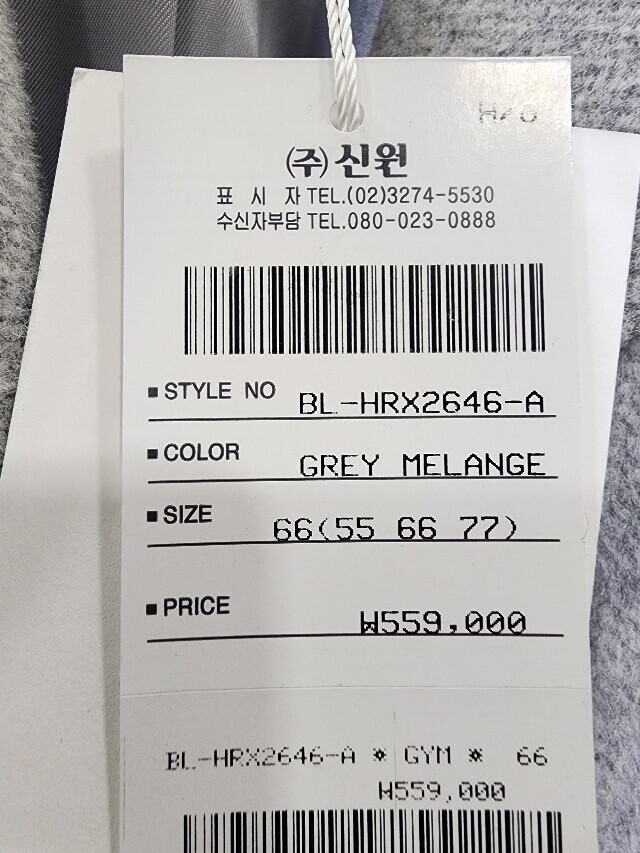 (주)신원
표 시 자 TEL.(02)3274-5530
수신자부담 TEL.080-023-0888
▪STYLE NO BL-HRX2646-A
▪COLOR GREY MELANGE
▪SIZE 66(55 66 77)
▪PRICE ₩559,000
BL-HRX2646-A * GYM * 66
₩559,000